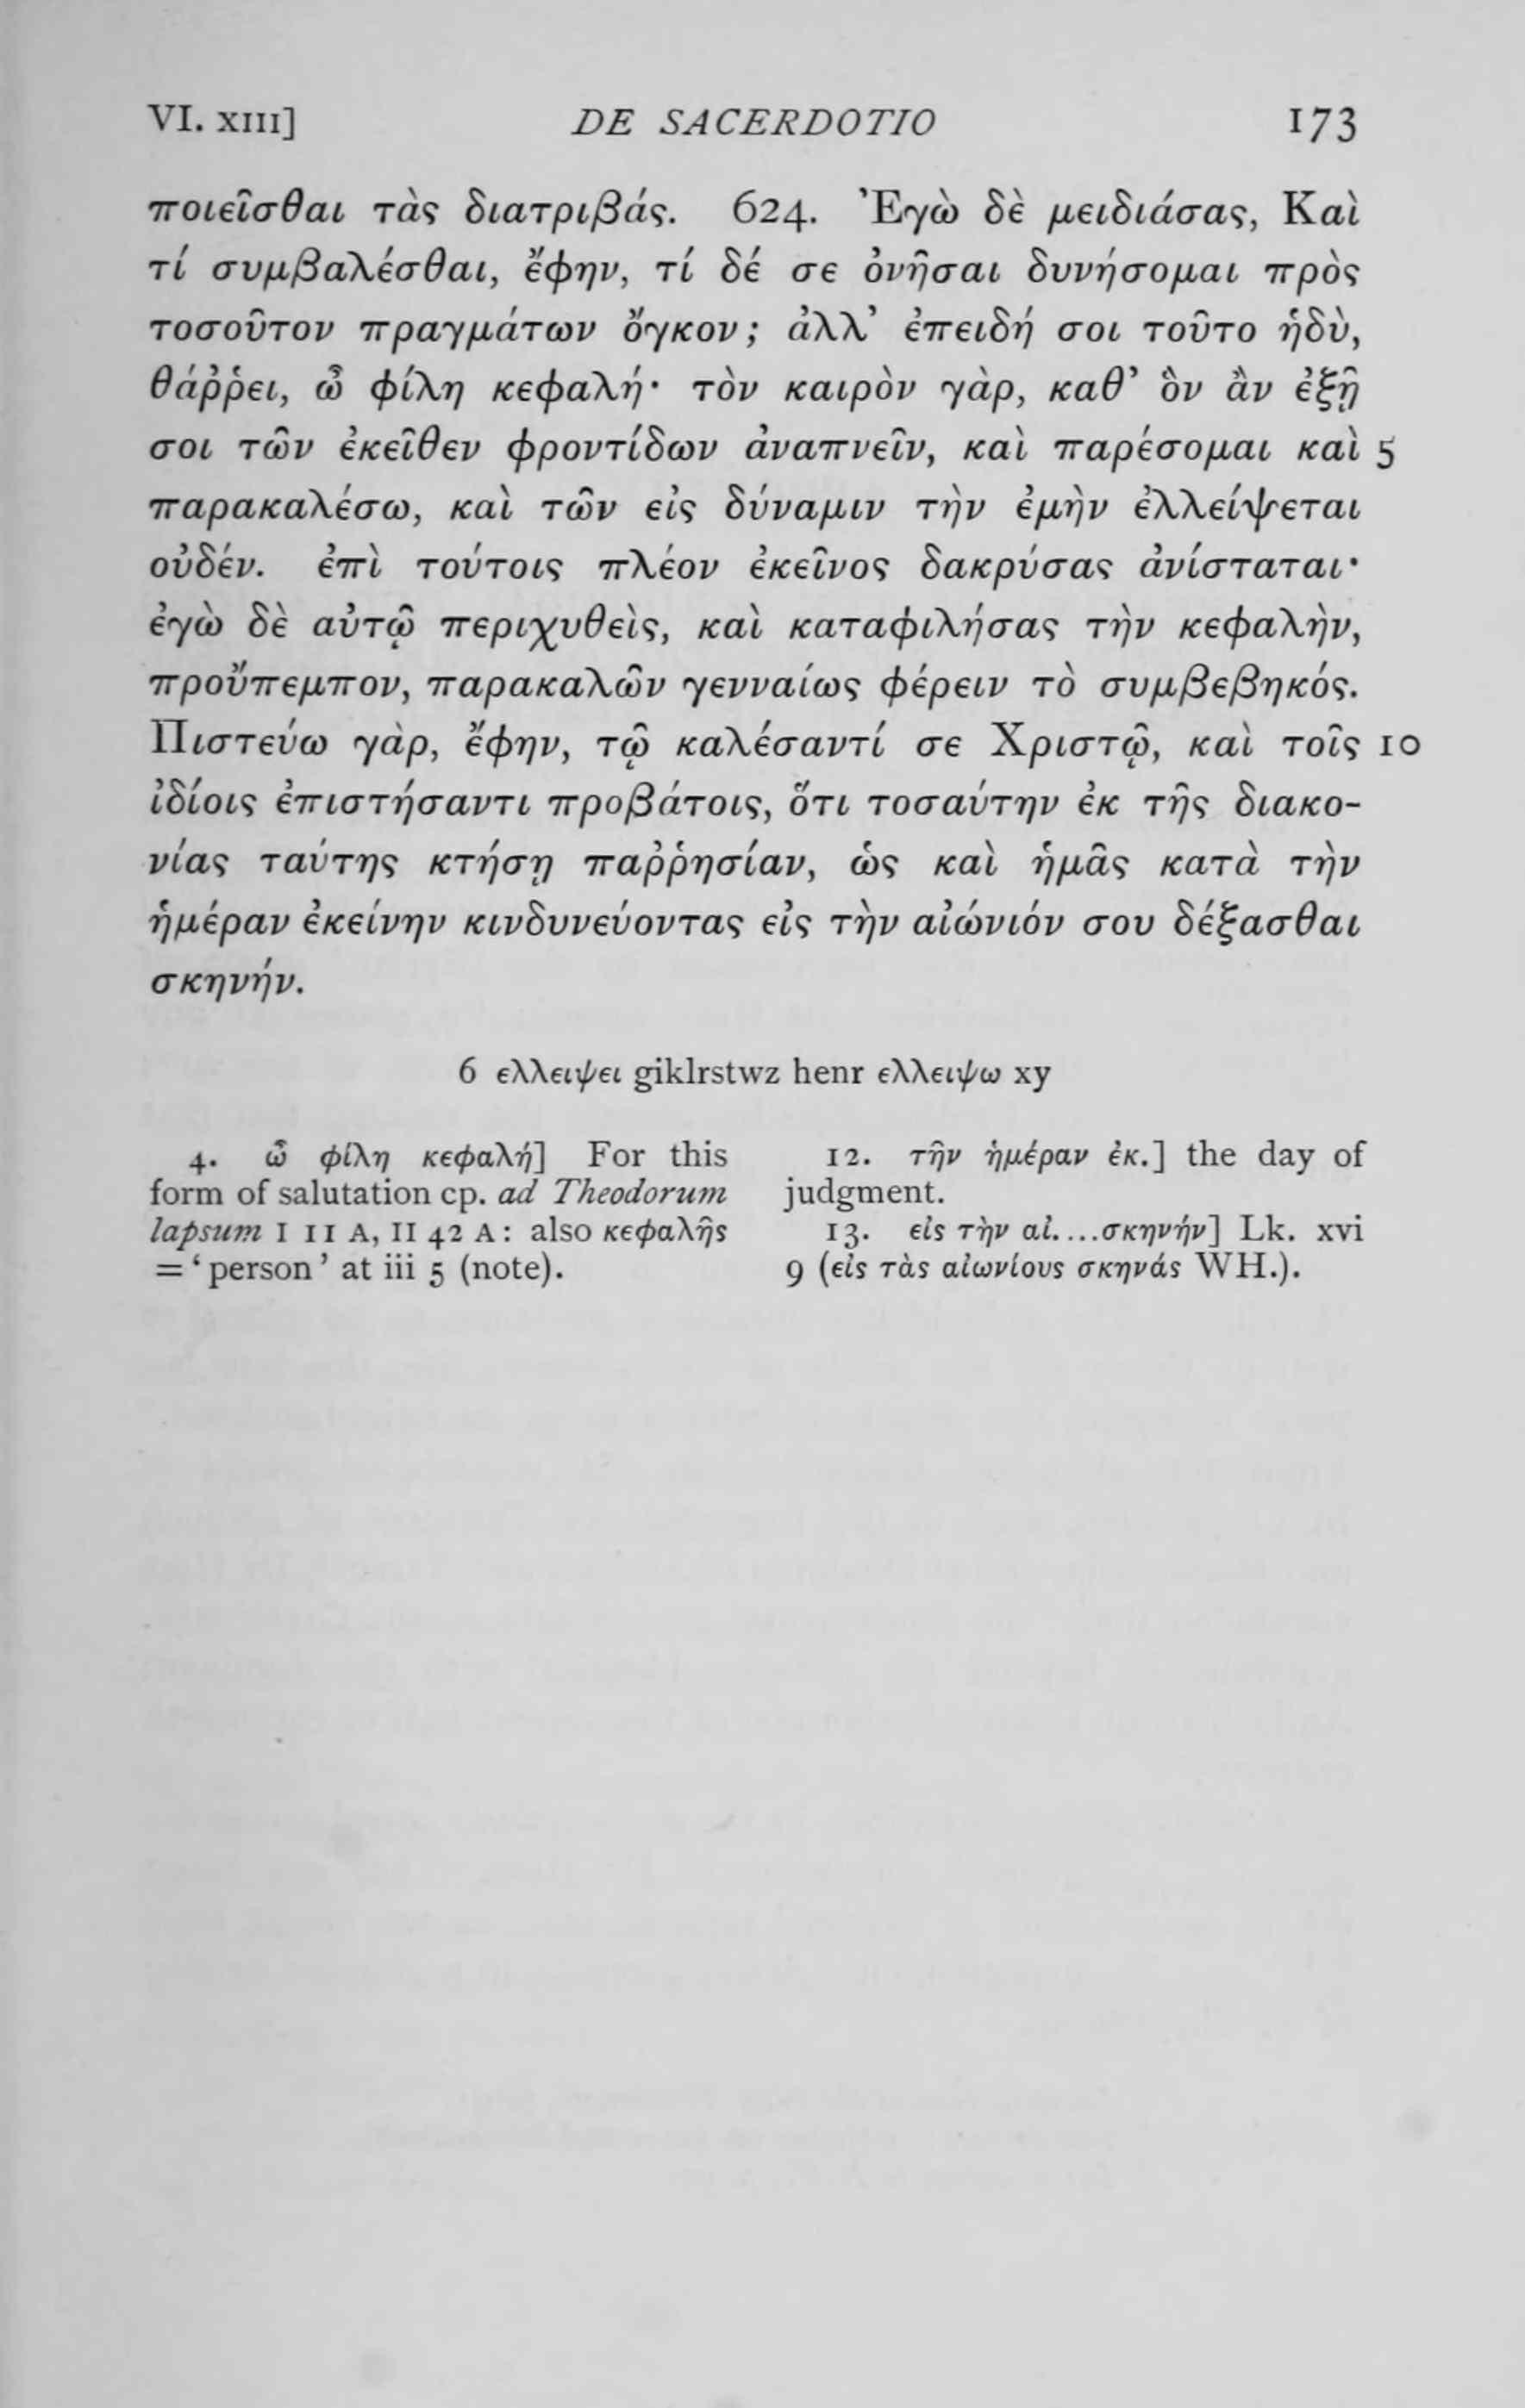 VI. XIII] DE SACERDOTIO 173
ποιεῖσθαι τὰς διατριβάς. 624. Ἐγὼ δὲ μειδιάσας, Καὶ
τί συμβαλέσθαι, ἔφην, τί δέ σε ὀνῆσαι δυνήσομαι πρὸς
τοσοῦτον πραγμάτων ὄγκον; ἀλλ’ ἐπειδή σοι τοῦτο ἡδὺ,
θάῤῥει, ὦ φίλη κεφαλή· τὸν καιρὸν γὰρ, καθ’ ὃν ἂν ἐξῇ
σοι τῶν ἐκεῖθεν φροντίδων ἀναπνεῖν, καὶ παρέσομαι καὶ 5
παρακαλέσω, καὶ τῶν εἰς δύναμιν τὴν ἐμὴν ἐλλείψεται
οὐδέν. ἐπὶ τούτοις πλέον ἐκεῖνος δακρύσας ἀνίσταται·
ἐγὼ δὲ αὐτῷ περιχυθεὶς, καὶ καταφιλήσας τὴν κεφαλὴν,
προὔπεμπον, παρακαλῶν γενναίως φέρειν τὸ συμβεβηκός.
Πιστεύω γὰρ, ἔφην, τῷ καλέσαντί σε Χριστῷ, καὶ τοῖς 10
ἰδίοις ἐπιστήσαντι προβάτοις, ὅτι τοσαύτην ἐκ τῆς διακο-
νίας ταύτης κτήσῃ παῤῥησίαν, ὡς καὶ ἡμᾶς κατὰ τὴν
ἡμέραν ἐκείνην κινδυνεύοντας εἰς τὴν αἰώνιόν σου δέξασθαι
σκηνήν.
6 ελλειψει giklrstwz henr ελλειψω xy
4. ὦ φίλη κεφαλή] For this
form of salutation cp. ad Theodorum
lapsum I 11 A, II 42 A: also κεφαλῆς
= ‘person’ at iii 5 (note).
12. τῆν ἡμέραν ἐκ.] the day of
judgment.
13. εἰς τὴν αἰ....σκηνήν] Lk. xvi
9 (εἰς τὰς αἰωνίους σκηνάς WH.).